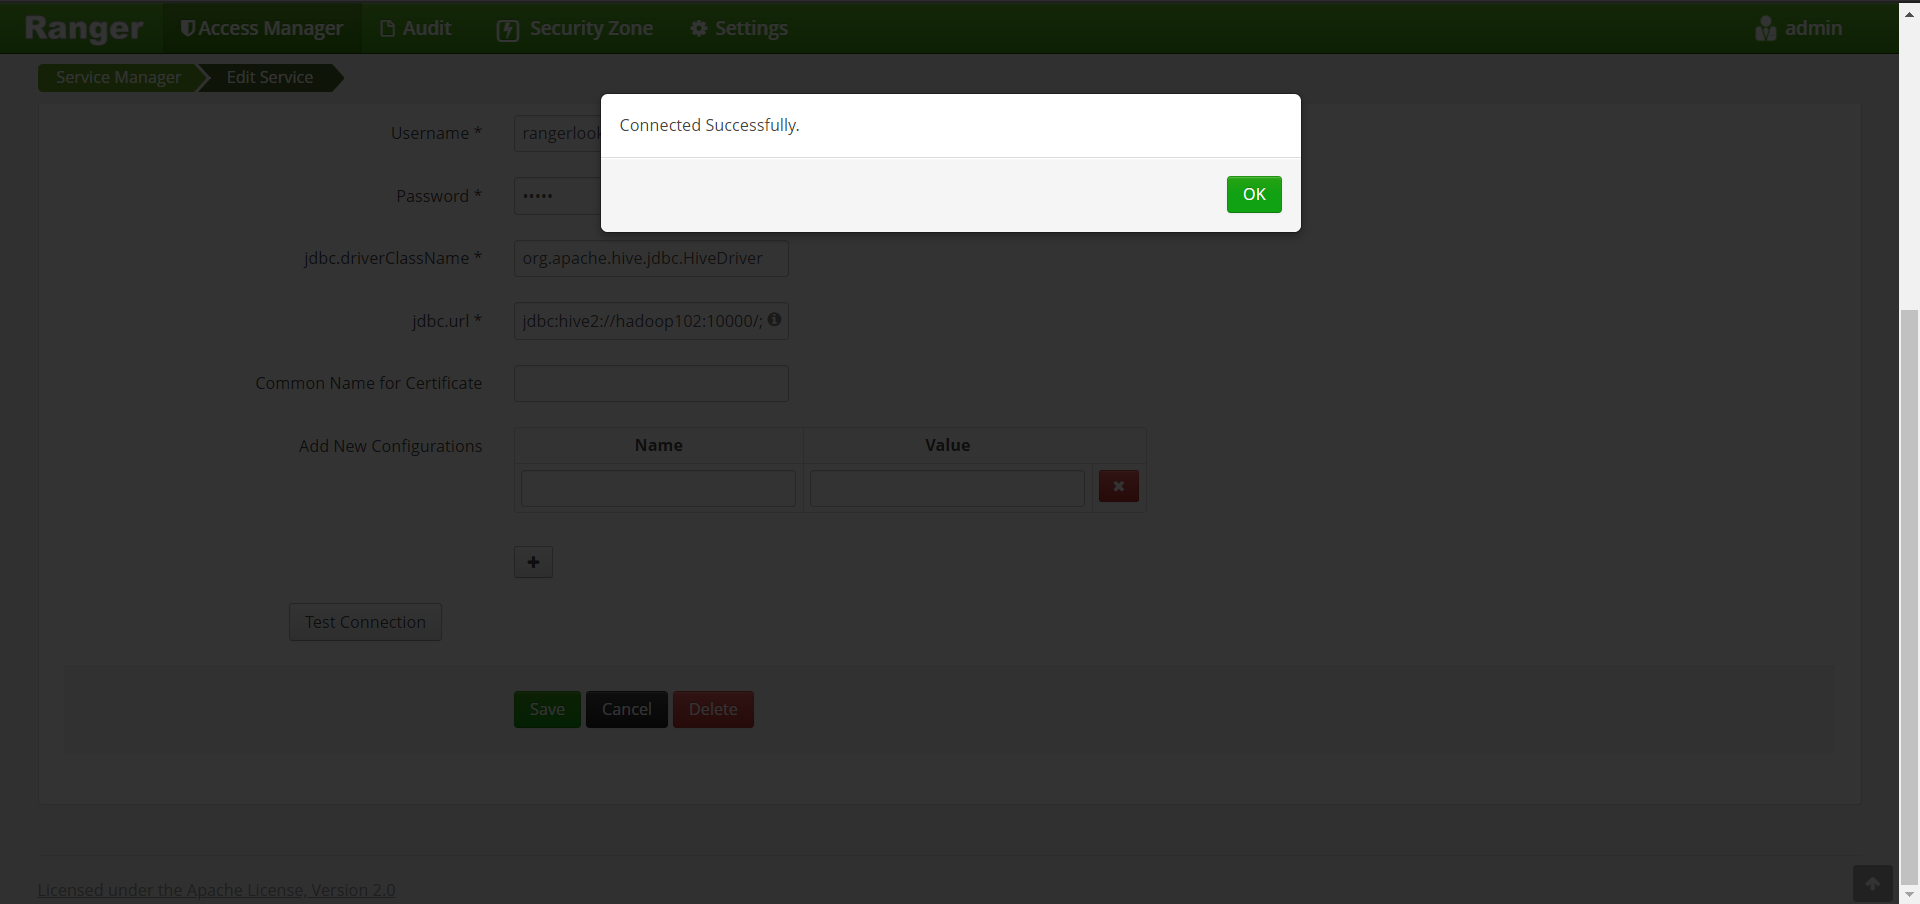 Ranger Access Manager Audit Security Zone Settings admin
Service Manager Edit Service
Connected Successfully.
OK
Username * rangerlook
Password * •••••
jdbc.driverClassName * org.apache.hive.jdbc.HiveDriver
jdbc.url * jdbc:hive2://hadoop102:10000/;
Common Name for Certificate
Add New Configurations Name Value
Test Connection
Save Cancel Delete
Licensed under the Apache License, Version 2.0